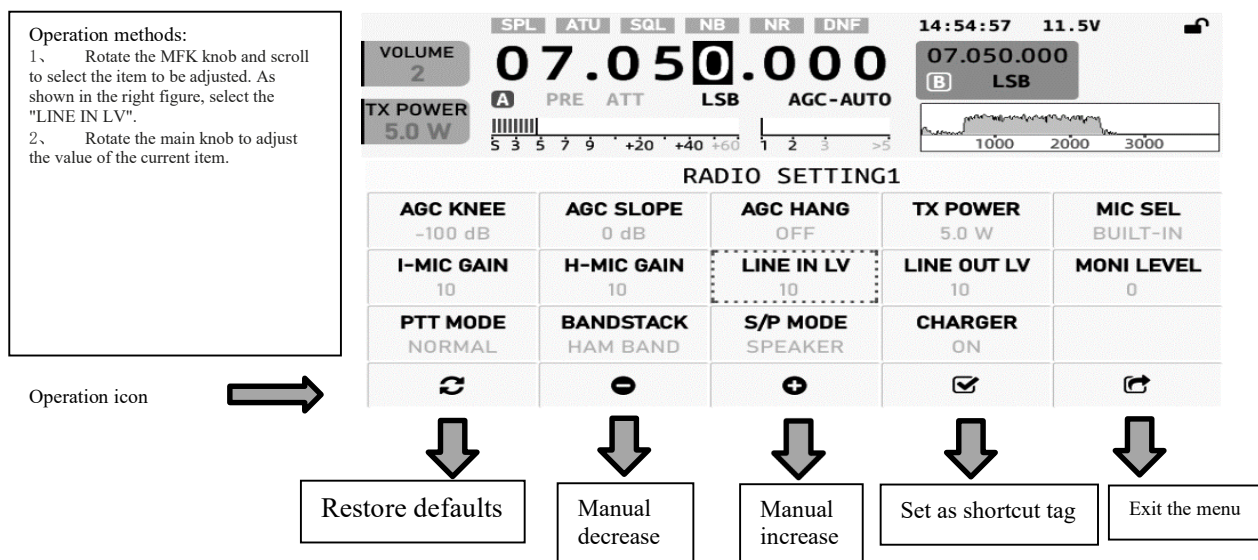 Operation methods:
1、 Rotate the MFK knob and scroll
to select the item to be adjusted. As
shown in the right figure, select the
"LINE IN LV".
2、 Rotate the main knob to adjust
the value of the current item.
SPL ATU SQL NB NR DNF
14:54:57 11.5V
VOLUME
2
07.050.000
07.050.000
B LSB
TX POWER
5.0 W
A PRE ATT LSB AGC-AUTO
S 3 5 7 9 +20 +40 +60 1 2 3 >5
1000 2000 3000
RADIO SETTING1
AGC KNEE AGC SLOPE AGC HANG TX POWER MIC SEL
-100 dB 0 dB OFF 5.0 W BUILT-IN
I-MIC GAIN H-MIC GAIN LINE IN LV LINE OUT LV MONI LEVEL
10 10 10 10 0
PTT MODE BANDSTACK S/P MODE CHARGER
NORMAL HAM BAND SPEAKER ON
Operation icon
Restore defaults
Manual
decrease
Manual
increase
Set as shortcut tag
Exit the menu